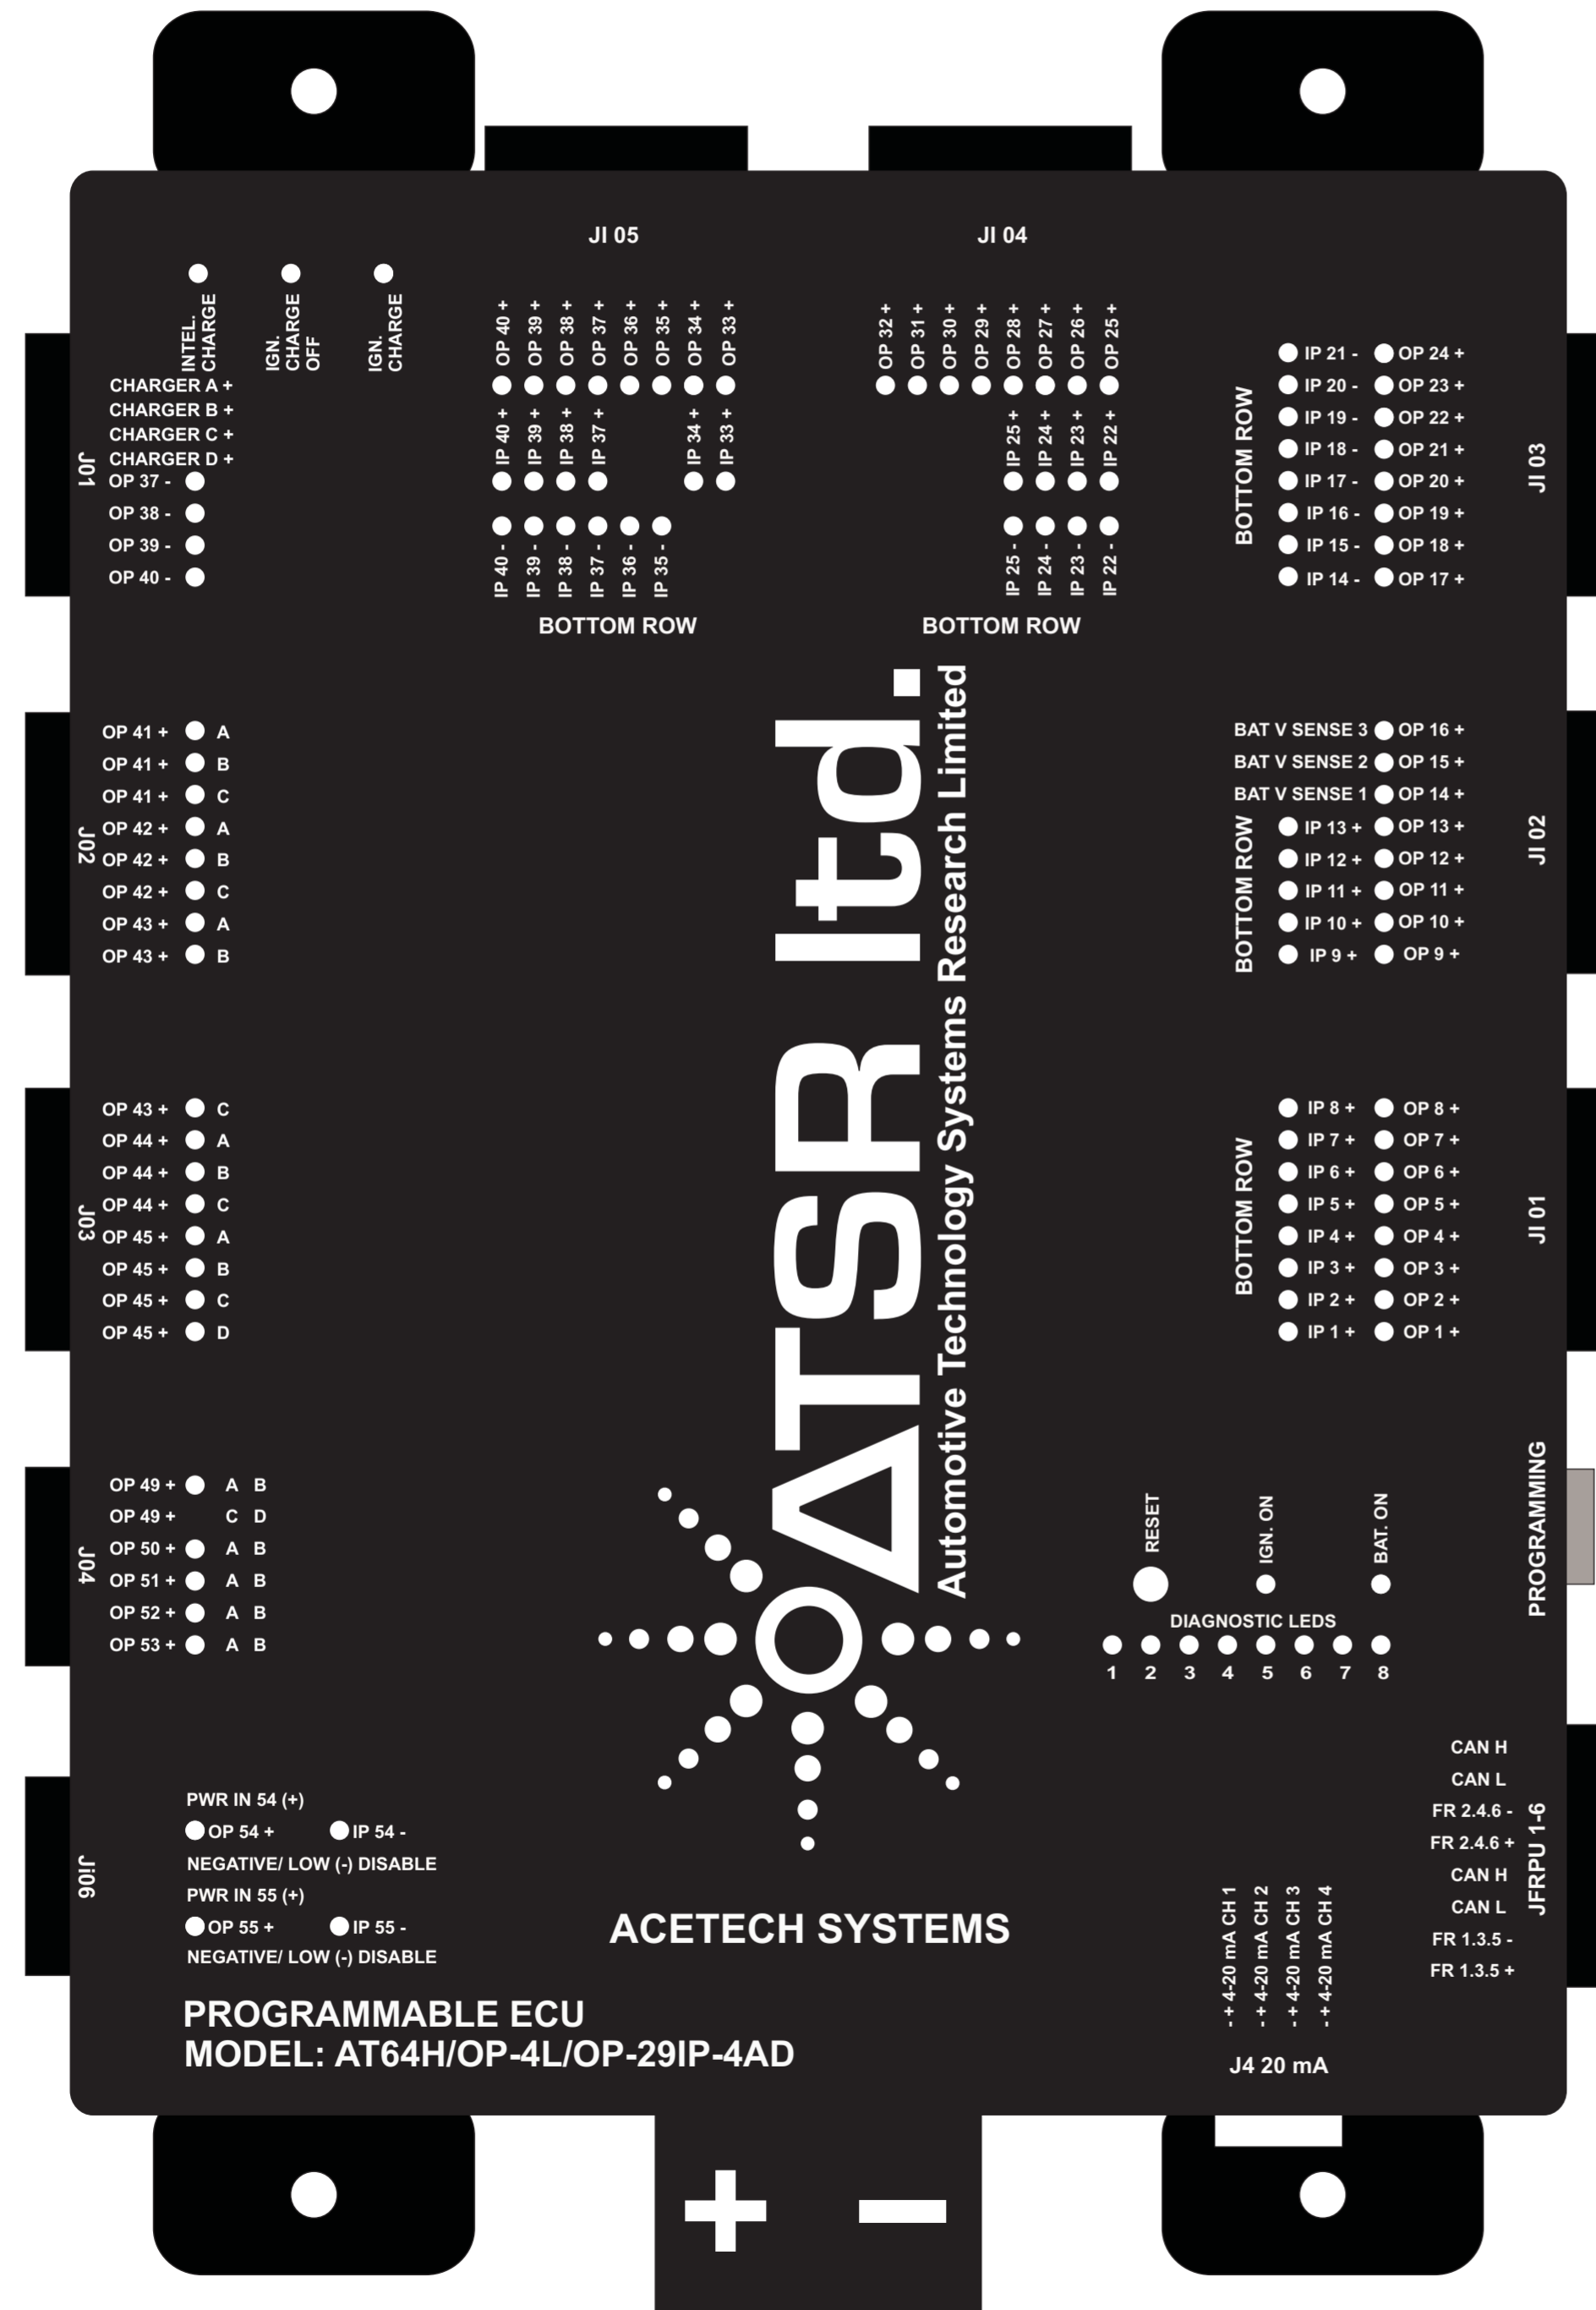 JI 05
JI 04
INTEL.
CHARGE
IGN.
CHARGE
OFF
IGN.
CHARGE
CHARGER A +
CHARGER B +
CHARGER C +
CHARGER D +
OP 37 -
OP 38 -
OP 39 -
OP 40 -
J01
OP 40 +
OP 39 +
OP 38 +
OP 37 +
OP 36 +
OP 35 +
OP 34 +
OP 33 +
IP 40 +
IP 39 +
IP 38 +
IP 37 +
IP 34 +
IP 33 +
IP 40 -
IP 39 -
IP 38 -
IP 37 -
IP 36 -
IP 35 -
BOTTOM ROW
OP 32 +
OP 31 +
OP 30 +
OP 29 +
OP 28 +
OP 27 +
OP 26 +
OP 25 +
IP 25 +
IP 24 +
IP 23 +
IP 22 +
IP 25 -
IP 24 -
IP 23 -
IP 22 -
BOTTOM ROW
BOTTOM ROW
IP 21 - OP 24 +
IP 20 - OP 23 +
IP 19 - OP 22 +
IP 18 - OP 21 +
IP 17 - OP 20 +
IP 16 - OP 19 +
IP 15 - OP 18 +
IP 14 - OP 17 +
JI 03
J02
OP 41 + A
OP 41 + B
OP 41 + C
OP 42 + A
OP 42 + B
OP 42 + C
OP 43 + A
OP 43 + B
BAT V SENSE 3 OP 16 +
BAT V SENSE 2 OP 15 +
BAT V SENSE 1 OP 14 +
IP 13 + OP 13 +
IP 12 + OP 12 +
IP 11 + OP 11 +
IP 10 + OP 10 +
IP 9 + OP 9 +
BOTTOM ROW
JI 02
J03
OP 43 + C
OP 44 + A
OP 44 + B
OP 44 + C
OP 45 + A
OP 45 + B
OP 45 + C
OP 45 + D
ATSR ltd.
Automotive Technology Systems Research Limited
BOTTOM ROW
IP 8 + OP 8 +
IP 7 + OP 7 +
IP 6 + OP 6 +
IP 5 + OP 5 +
IP 4 + OP 4 +
IP 3 + OP 3 +
IP 2 + OP 2 +
IP 1 + OP 1 +
JI 01
J04
OP 49 + A B
OP 49 + C D
OP 50 + A B
OP 51 + A B
OP 52 + A B
OP 53 + A B
RESET
IGN. ON
BAT. ON
PROGRAMMING
DIAGNOSTIC LEDS
1 2 3 4 5 6 7 8
Ji06
PWR IN 54 (+)
OP 54 + IP 54 -
NEGATIVE/ LOW (-) DISABLE
PWR IN 55 (+)
OP 55 + IP 55 -
NEGATIVE/ LOW (-) DISABLE
CAN H
CAN L
FR 2.4.6 -
FR 2.4.6 +
CAN H
CAN L
FR 1.3.5 -
FR 1.3.5 +
JFRPU 1-6
- + 4-20 mA CH 1
- + 4-20 mA CH 2
- + 4-20 mA CH 3
- + 4-20 mA CH 4
J4 20 mA
ACETECH SYSTEMS
PROGRAMMABLE ECU
MODEL: AT64H/OP-4L/OP-29IP-4AD
+ −